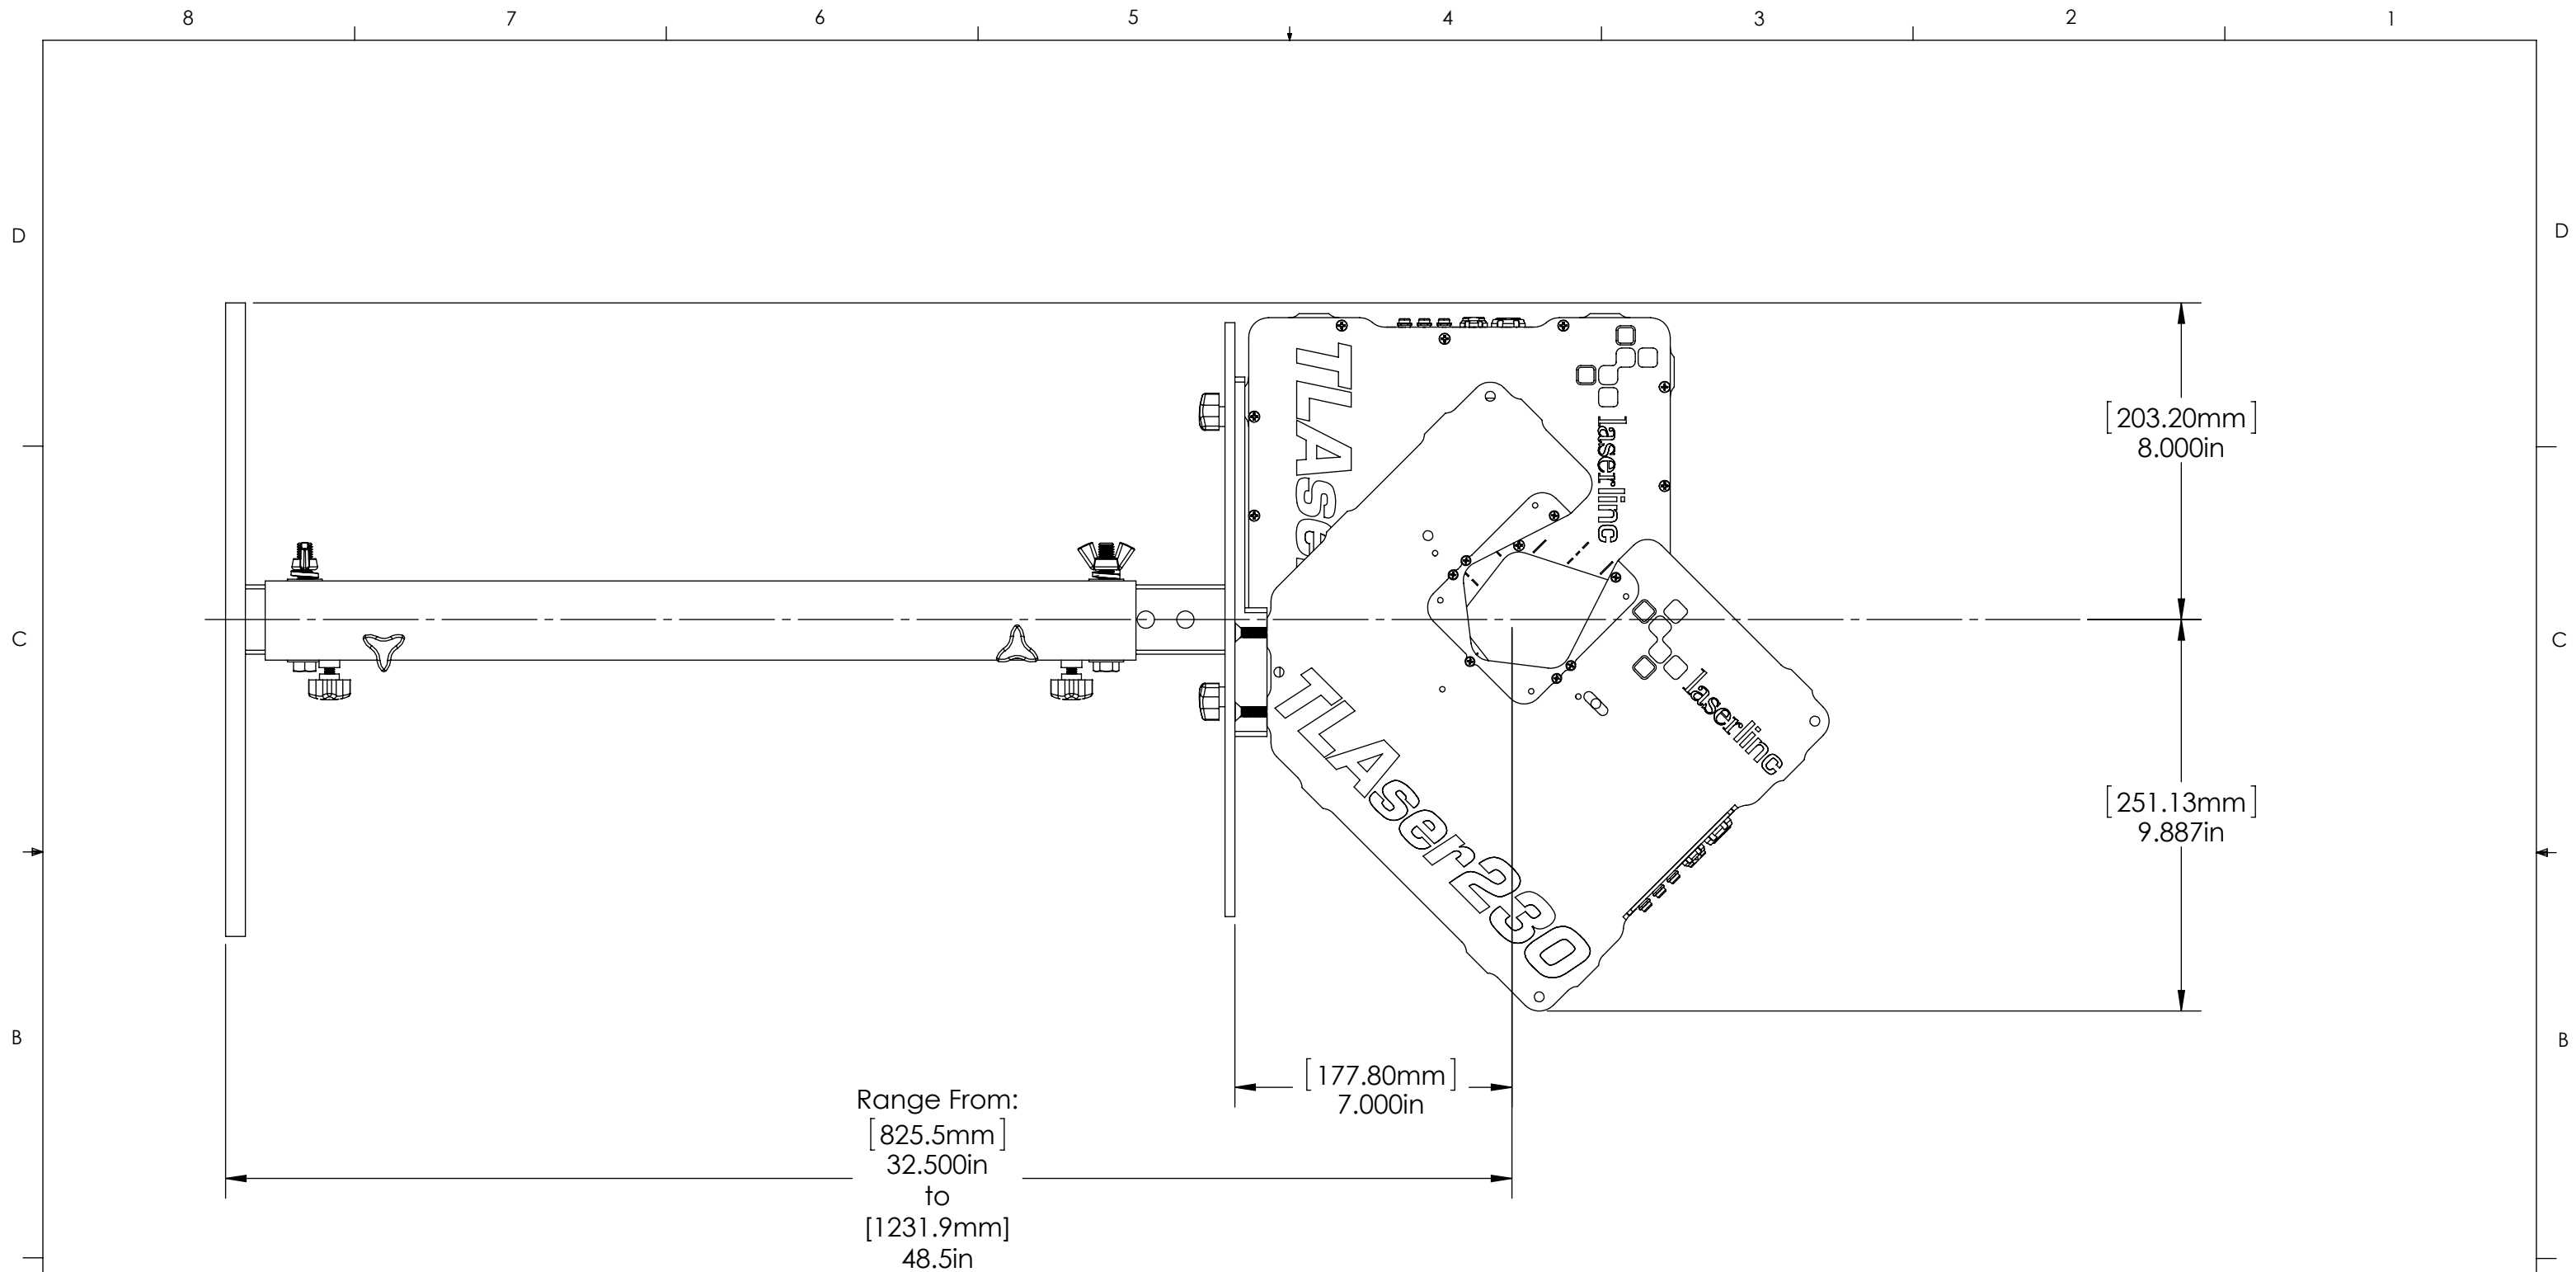 8 7 6 5 4 3 2 1
D D
TLAser
laserlinc
[203.20mm]
8.000in
C C
laserlinc
TLAser230
[251.13mm]
9.887in
B B
[177.80mm]
7.000in
Range From:
[825.5mm]
32.500in
to
[1231.9mm]
48.5in